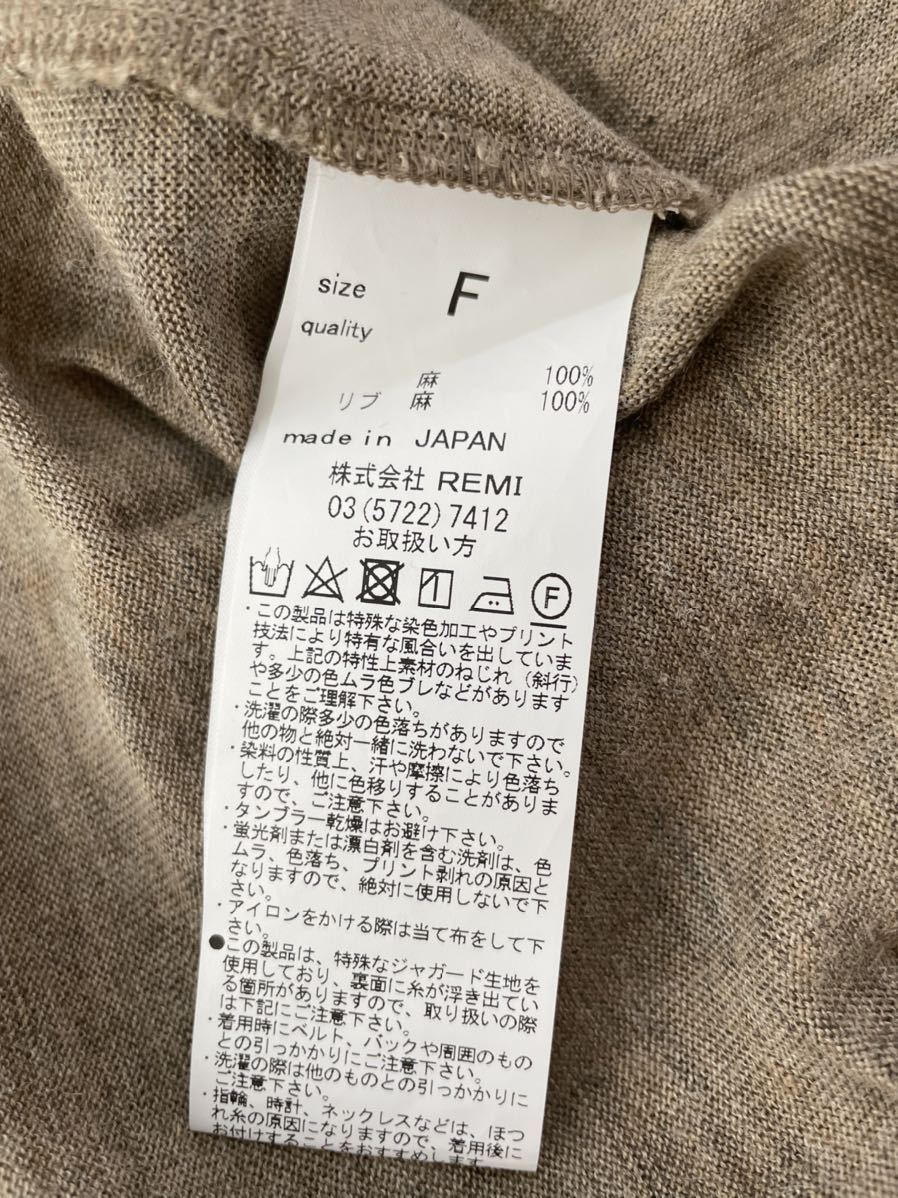 size F
quality
麻 100%
リブ 麻 100%
made in JAPAN
株式会社 REMI
03(5722)7412
お取扱い方
F
・この製品は特殊な染色加工やプリント
技法により特有な風合いを出していま
す。上記の特性上素材のねじれ(斜行)
や多少の色ムラ色ブレなどがあります
ことをご理解下さい。
・洗濯の際多少の色落ちがありますので
他の物と絶対一緒に洗わないで下さい。
・染料の性質上、汗や摩擦により色落ち
したり、他に色移りすることがありま
すので、ご注意下さい。
・タンブラー乾燥はお避け下さい。
・蛍光剤または漂白剤を含む洗剤は、色
ムラ、色落ち、プリント剥れの原因と
なりますので、絶対に使用しないで下
さい。
・アイロンをかける際は当て布をして下
さい。
●この製品は、特殊なジャガード生地を
使用しており、裏面に糸が浮き出てい
る箇所がありますので、取り扱いの際
は下記にご注意下さい。
・着用時にベルト、バックや周囲のもの
との引っかかりにご注意下さい。
・洗濯の際は他のものとの引っかかりに
ご注意下さい。
・指輪、時計、ネックレスなどは、ほつ
れ糸の原因になりますので、着用後に
お付けすることをおすすめします